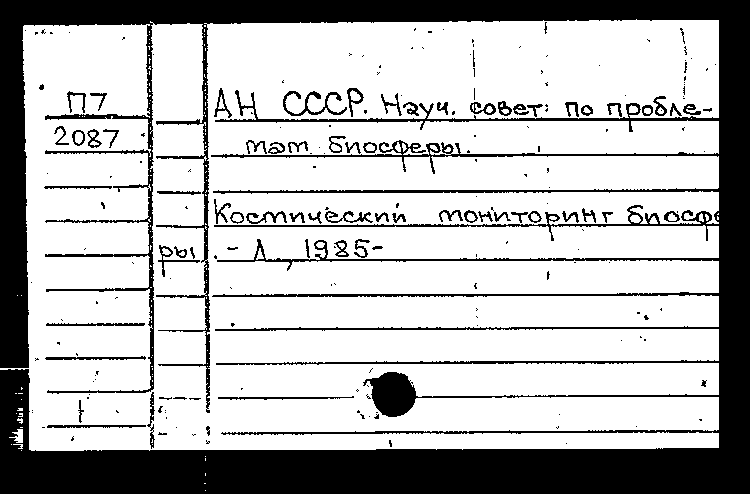 П7
2087
АН СССР. Науч. совет по пробле-
мам биосферы.
Космический мониторинг биосфе
ры. - Л., 1985-